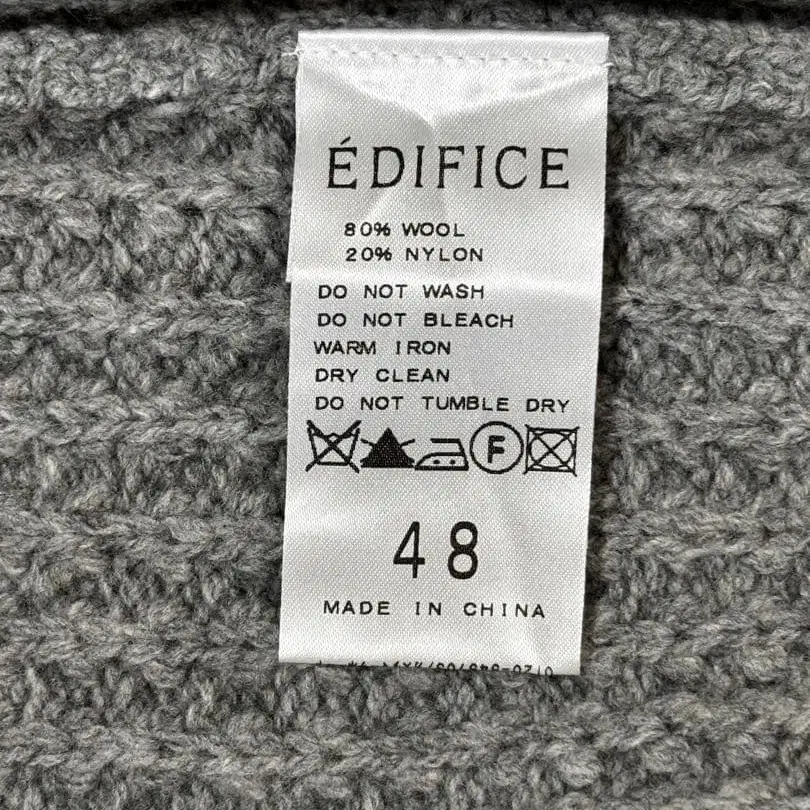 ÉDIFICE
80% WOOL
20% NYLON
DO NOT WASH
DO NOT BLEACH
WARM IRON
DRY CLEAN
DO NOT TUMBLE DRY
F
48
MADE IN CHINA